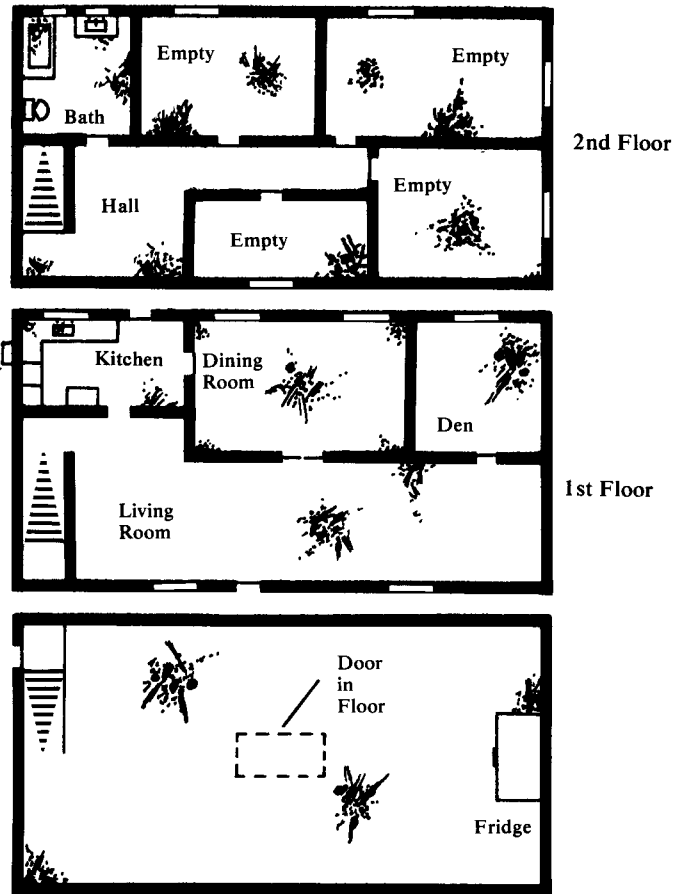 Empty
Empty
Bath
2nd Floor
Empty
Hall
Empty
Kitchen
Dining
Room
Den
1st Floor
Living
Room
Door
in
Floor
Fridge